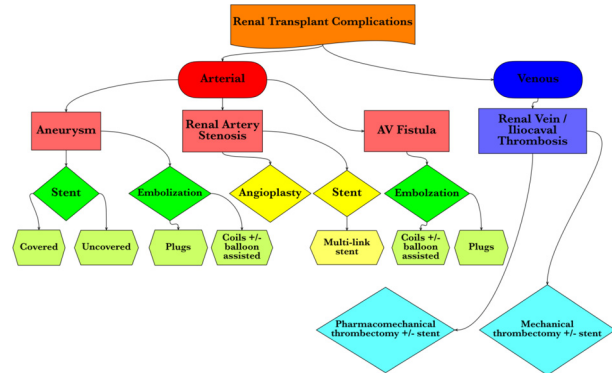 Renal Transplant Complications
Arterial
Venous
Aneurysm
Renal Artery
Stenosis
AV Fistula
Renal Vein /
Iliocaval
Thrombosis
Stent
Embolization
Angioplasty
Stent
Embolzation
Covered
Uncovered
Plugs
Coils +/-
balloon
assisted
Multi-link
stent
Coils +/-
balloon
assisted
Plugs
Pharmacomechanical
thrombectomy +/- stent
Mechanical
thrombectomy +/- stent